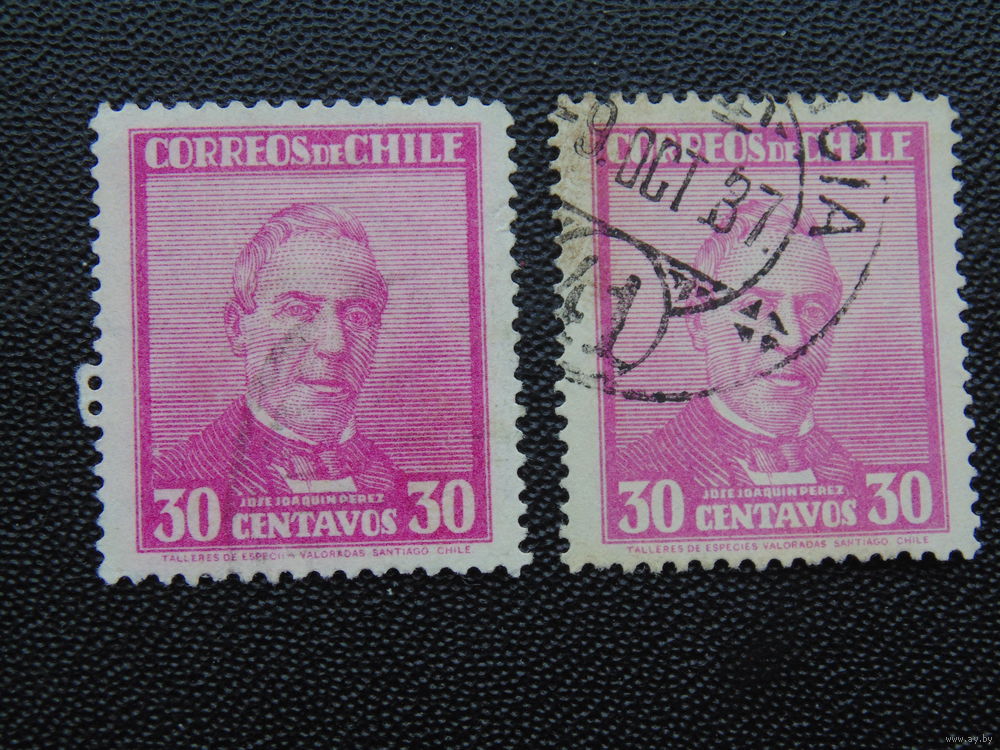 CORREOS DE CHILE
JOSE JOAQUIN PEREZ
30 CENTAVOS 30
TALLERES DE ESPECIES VALORADAS SANTIAGO CHILE.
CORREOS DE CHILE
OCT 37
JOSE JOAQUIN PEREZ
30 CENTAVOS 30
TALLERES DE ESPECIES VALORADAS SANTIAGO, CHILE.
www.ay.by